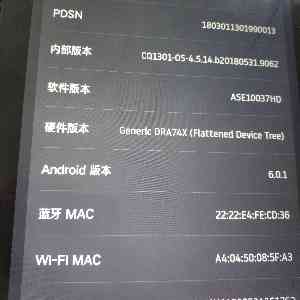 PDSN 1803011301990013
内部版本 CQ1301-OS-4.5.14.b20180531.9062
软件版本 ASE10037HD
硬件版本 Generic DRA74X (Flattened Device Tree)
Android 版本 6.0.1
蓝牙 MAC 22:22:E4:FE:CD:36
WI-FI MAC A4:04:50:08:5F:A3